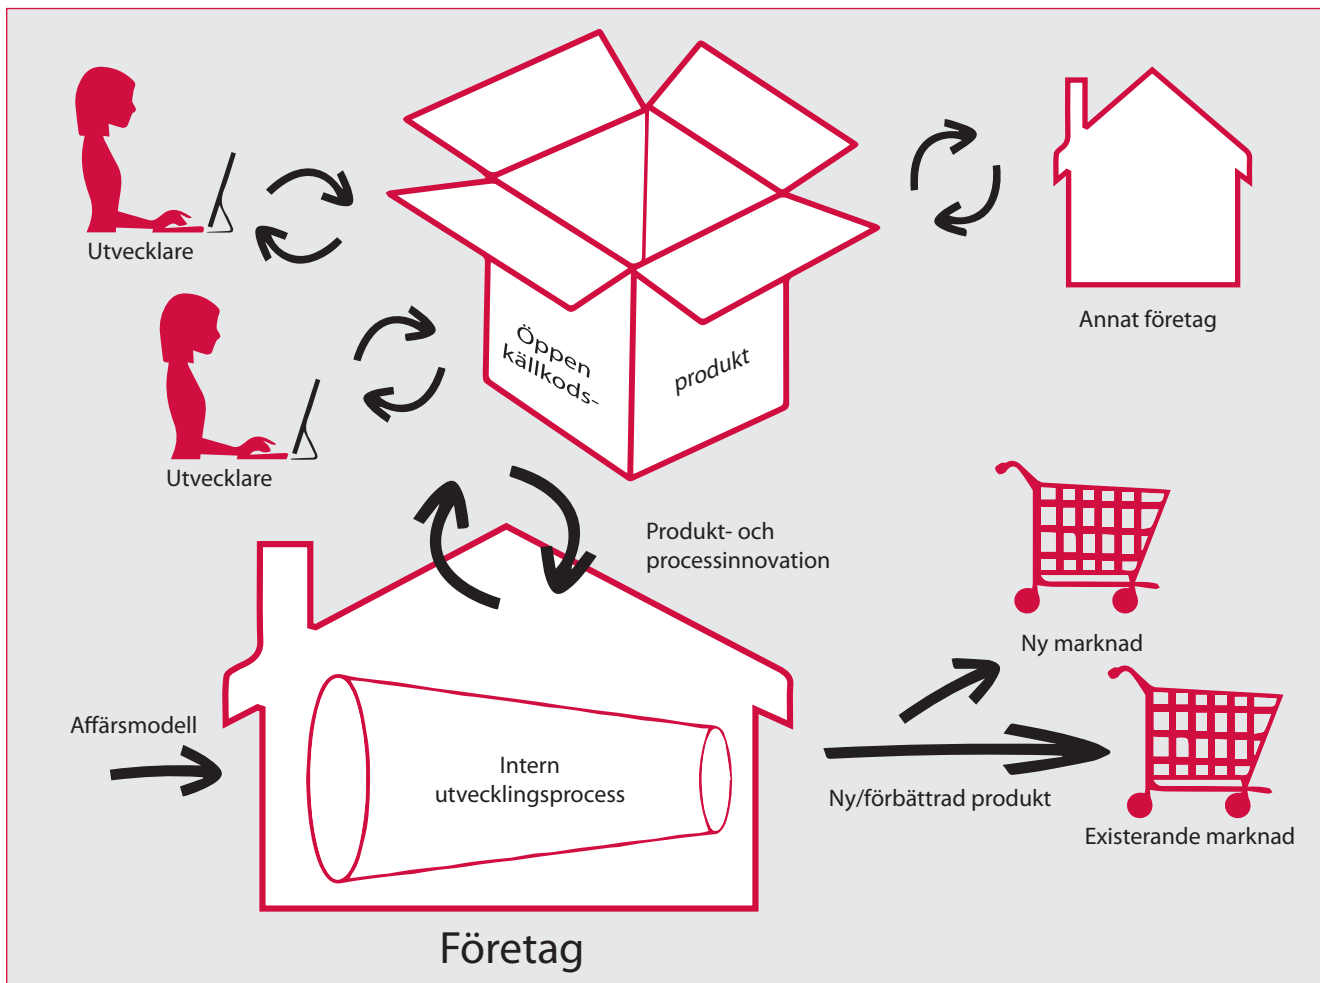 Utvecklare
Annat företag
Öppen
källkods-
produkt
Utvecklare
Produkt- och
processinnovation
Ny marknad
Affärsmodell
Intern
utvecklingsprocess
Ny/förbättrad produkt
Existerande marknad
Företag